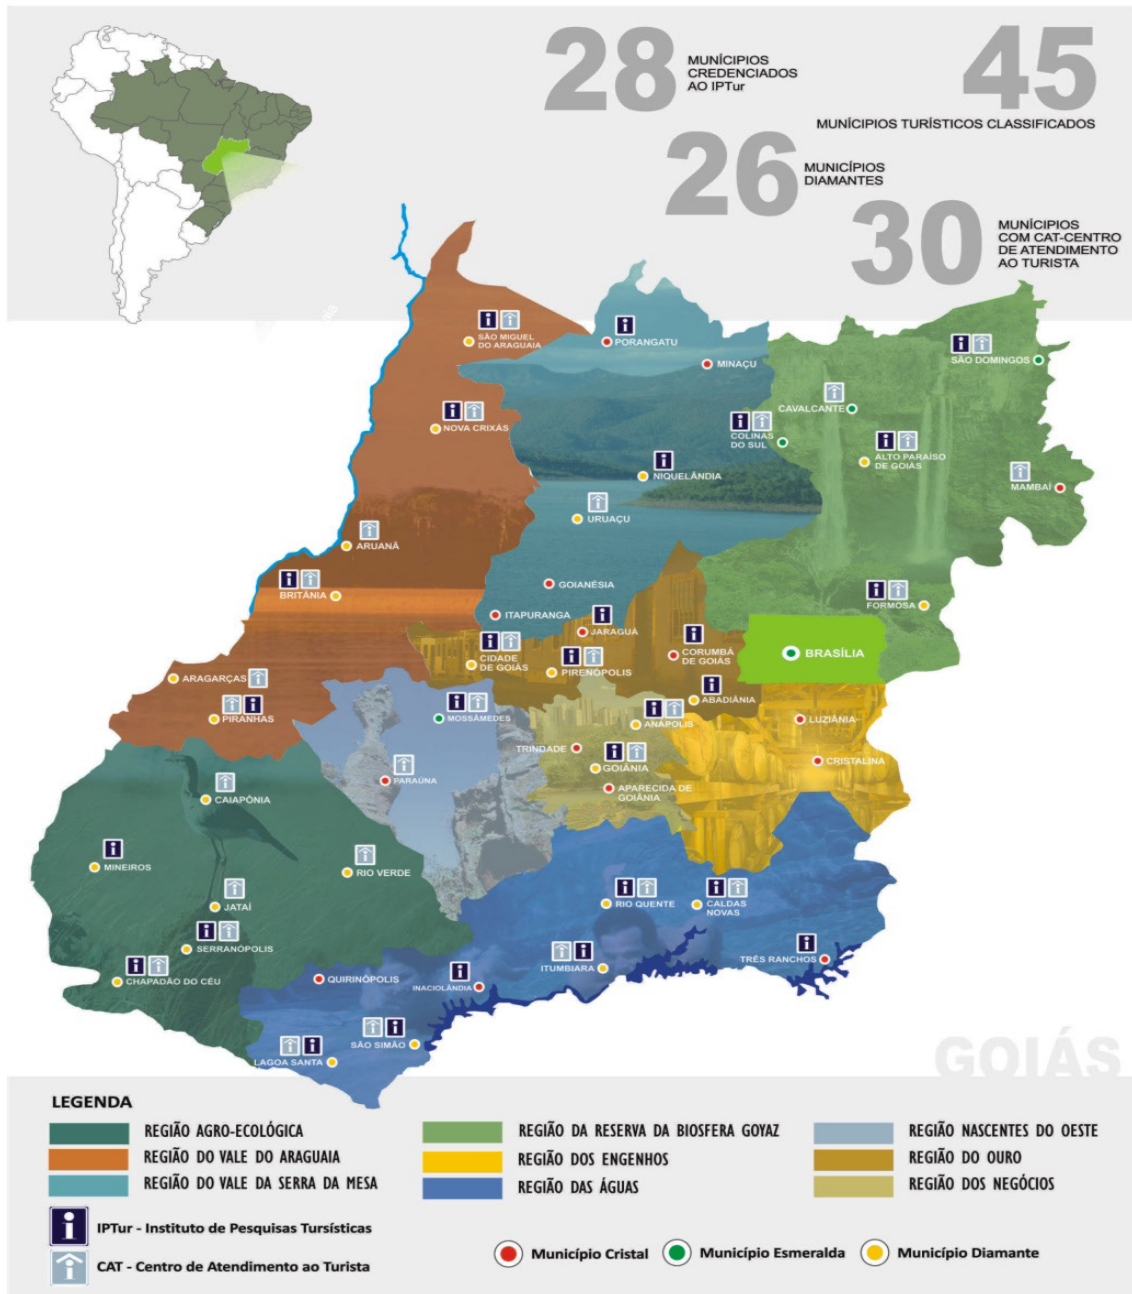 28
MUNÍCIPIOS
CREDENCIADOS
AO IPTur
45
MUNÍCIPIOS TURÍSTICOS CLASSIFICADOS
26
MUNICÍPIOS
DIAMANTES
30
MUNÍCIPIOS
COM CAT-CENTRO
DE ATENDIMENTO
AO TURISTA
SÃO MIGUEL
DO ARAGUAIA
PORANGATU
MINAÇU
SÃO DOMINGOS
CAVALCANTE
NOVA CRIXÁS
COLINAS
DO SUL
ALTO PARAÍSO
DE GOIÁS
NIQUELÂNDIA
MAMBAÍ
URUAÇU
ARUANÃ
GOIANÉSIA
BRITÂNIA
FORMOSA
ITAPURANGA
JARAGUÁ
CIDADE
DE GOIÁS
PIRENÓPOLIS
CORUMBÁ
DE GOIÁS
BRASÍLIA
ARAGARÇAS
ABADIÂNIA
PIRANHAS
MOSSÂMEDES
ANÁPOLIS
LUZIÂNIA
TRINDADE
GOIÂNIA
CRISTALINA
PARAÚNA
APARECIDA DE
GOIÂNIA
CAIAPÔNIA
MINEIROS
RIO VERDE
JATAÍ
RIO QUENTE
CALDAS
NOVAS
SERRANÓPOLIS
ITUMBIARA
TRÊS RANCHOS
CHAPADÃO DO CÉU
QUIRINÓPOLIS
INACIOLÂNDIA
SÃO SIMÃO
LAGOA SANTA
GOIÁS
LEGENDA
REGIÃO AGRO-ECOLÓGICA
REGIÃO DO VALE DO ARAGUAIA
REGIÃO DO VALE DA SERRA DA MESA
REGIÃO DA RESERVA DA BIOSFERA GOYAZ
REGIÃO DOS ENGENHOS
REGIÃO DAS ÁGUAS
REGIÃO NASCENTES DO OESTE
REGIÃO DO OURO
REGIÃO DOS NEGÓCIOS
IPTur - Instituto de Pesquisas Tursísticas
CAT - Centro de Atendimento ao Turista
Município Cristal
Município Esmeralda
Município Diamante